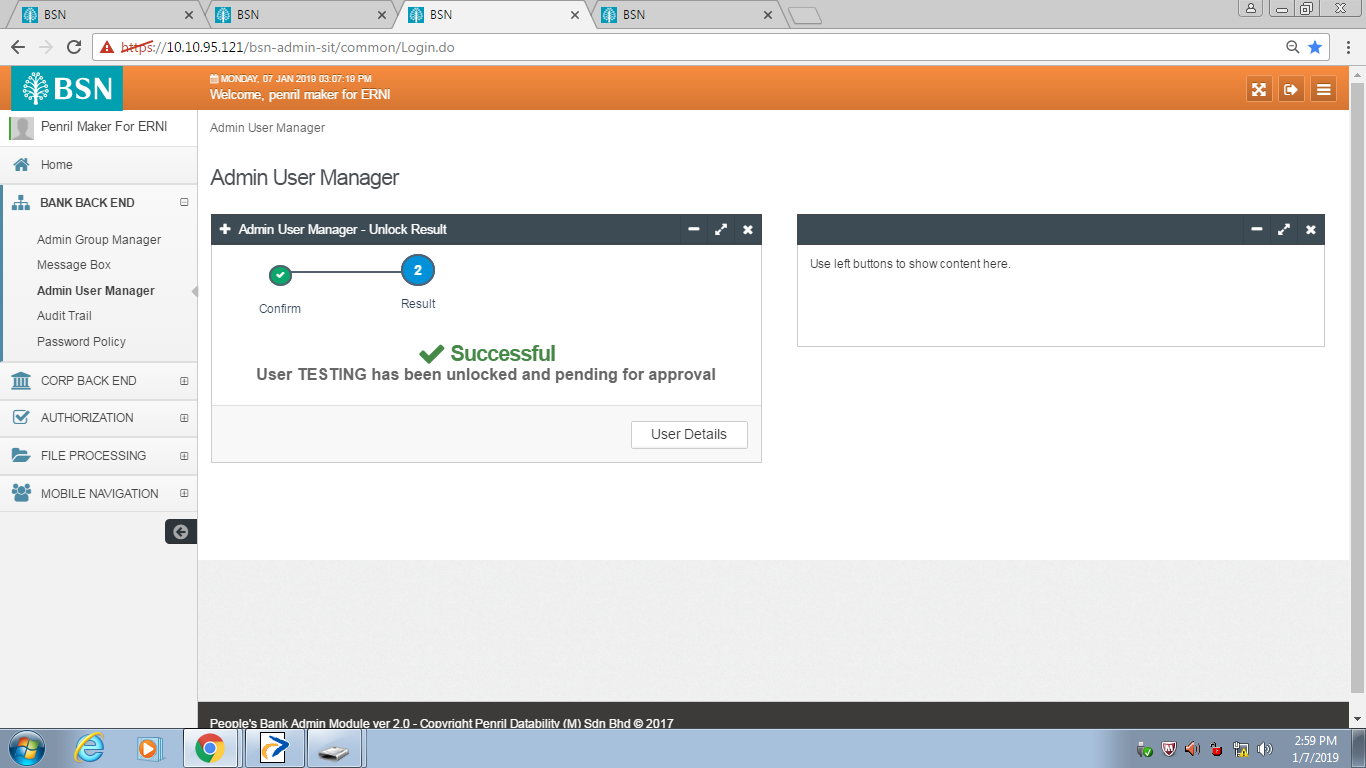 BSN
BSN
BSN
BSN
https://10.10.95.121/bsn-admin-sit/common/Login.do
BSN
MONDAY, 07 JAN 2019 03:07:19 PM
Welcome, penril maker for ERNI
Penril Maker For ERNI
Home
BANK BACK END
Admin Group Manager
Message Box
Admin User Manager
Audit Trail
Password Policy
CORP BACK END
AUTHORIZATION
FILE PROCESSING
MOBILE NAVIGATION
Admin User Manager
Admin User Manager
Admin User Manager - Unlock Result
2
Confirm
Result
Successful
User TESTING has been unlocked and pending for approval
User Details
Use left buttons to show content here.
People's Bank Admin Module ver 2.0 - Copyright Penril Datability (M) Sdn Bhd © 2017
2:59 PM
1/7/2019